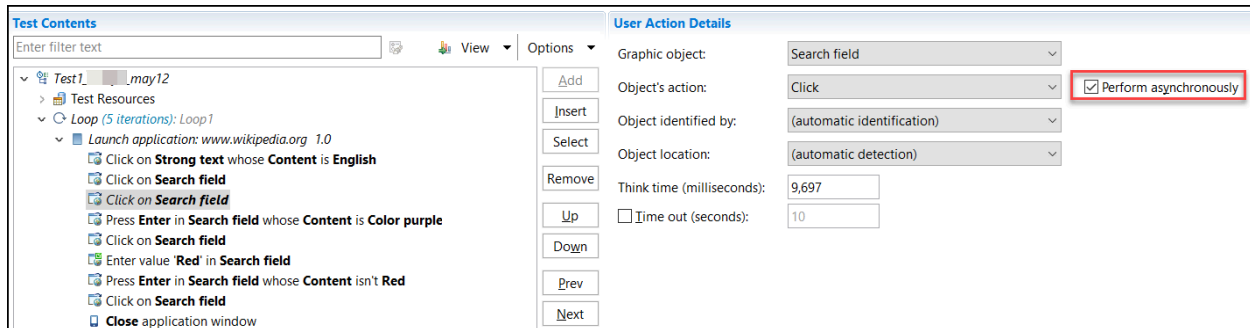 Test Contents
Enter filter text
View
Options
Test1_ _may12
Test Resources
Loop (5 iterations): Loop1
Launch application: www.wikipedia.org 1.0
Click on Strong text whose Content is English
Click on Search field
Click on Search field
Press Enter in Search field whose Content is Color purple
Click on Search field
Enter value 'Red' in Search field
Press Enter in Search field whose Content isn't Red
Click on Search field
Close application window
Add
Insert
Select
Remove
Up
Down
Prev
Next
User Action Details
Graphic object: Search field
Object's action: Click Perform asynchronously
Object identified by: (automatic identification)
Object location: (automatic detection)
Think time (milliseconds): 9,697
Time out (seconds): 10